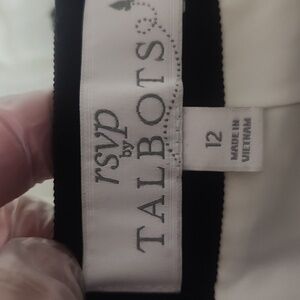 rsvp
by
TALBOTS
12
MADE IN
VIETNAM